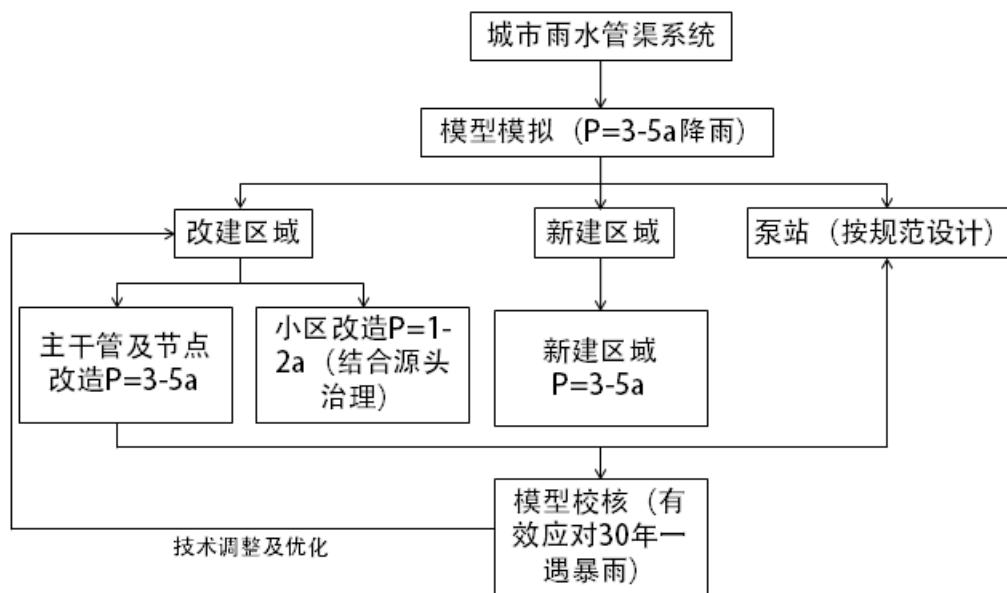 城市雨水管渠系统
模型模拟（P=3-5a降雨）
改建区域
新建区域
泵站（按规范设计）
主干管及节点
改造P=3-5a
小区改造P=1-
2a（结合源头
治理）
新建区域
P=3-5a
模型校核（有
效应对30年一
遇暴雨）
技术调整及优化